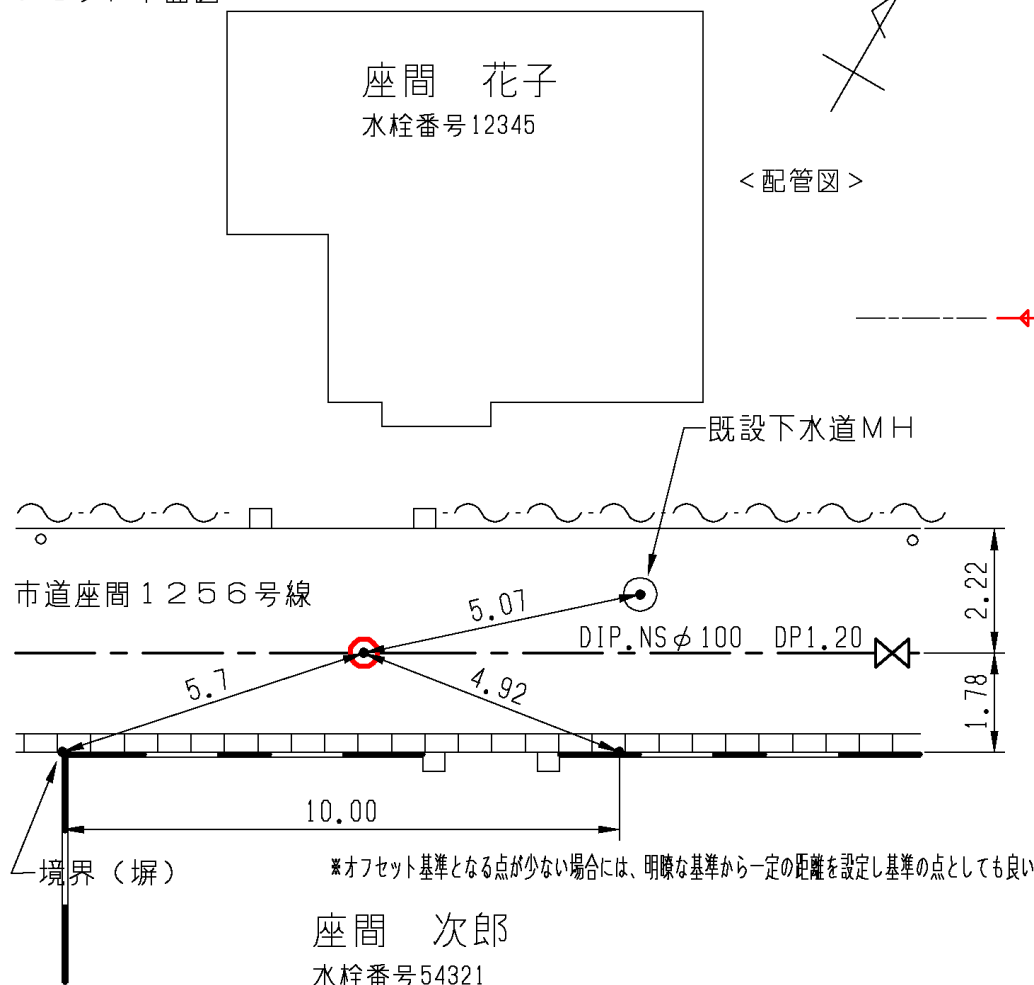 座間　花子
水栓番号12345
＜配管図＞
既設下水道ＭＨ
市道座間１２５６号線
5.07
2.22
DIP.NSφ100　DP1.20
5.7
4.92
1.78
10.00
境界（塀）
※オフセット基準となる点が少ない場合には、明瞭な基準から一定の距離を設定し基準の点としても良い
座間　次郎
水栓番号54321